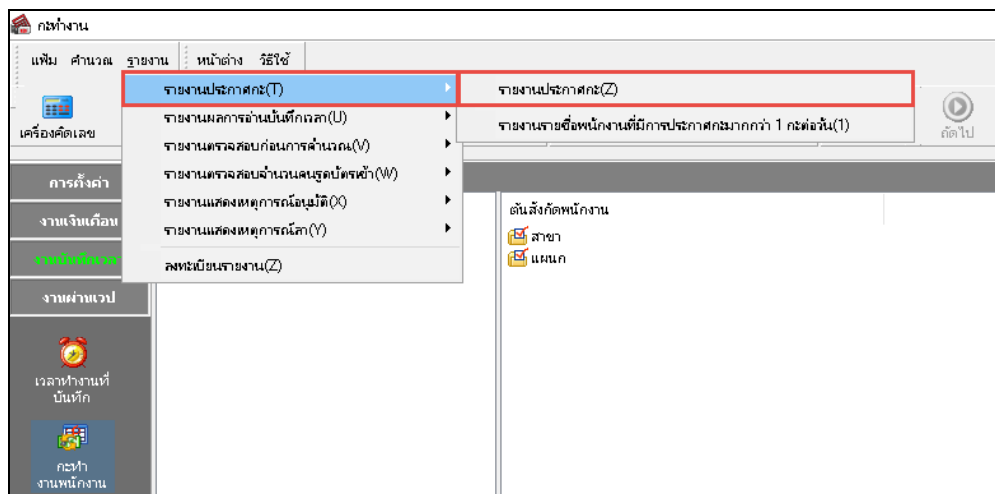 กะทำงาน
แฟ้ม คำนวณ รายงาน หน้าต่าง วิธีใช้
เครื่องคิดเลข
รายงานประกาศกะ(T)
รายงานผลการอ่านบันทึกเวลา(U)
รายงานตรวจสอบก่อนการคำนวณ(V)
รายงานตรวจสอบจำนวนคนรูดบัตรเข้า(W)
รายงานแสดงเหตุการณ์อนุมัติ(X)
รายงานแสดงเหตุการณ์ลา(Y)
ลงทะเบียนรายงาน(Z)
รายงานประกาศกะ(Z)
รายงานรายชื่อพนักงานที่มีการประกาศกะมากกว่า 1 กะต่อวัน(1)
ถัดไป
การตั้งค่า
งานเงินเดือน
งานบันทึกเวลา
งานผ่านเวป
เวลาทำงานที่
บันทึก
กะทำ
งานพนักงาน
ต้นสังกัดพนักงาน
สาขา
แผนก